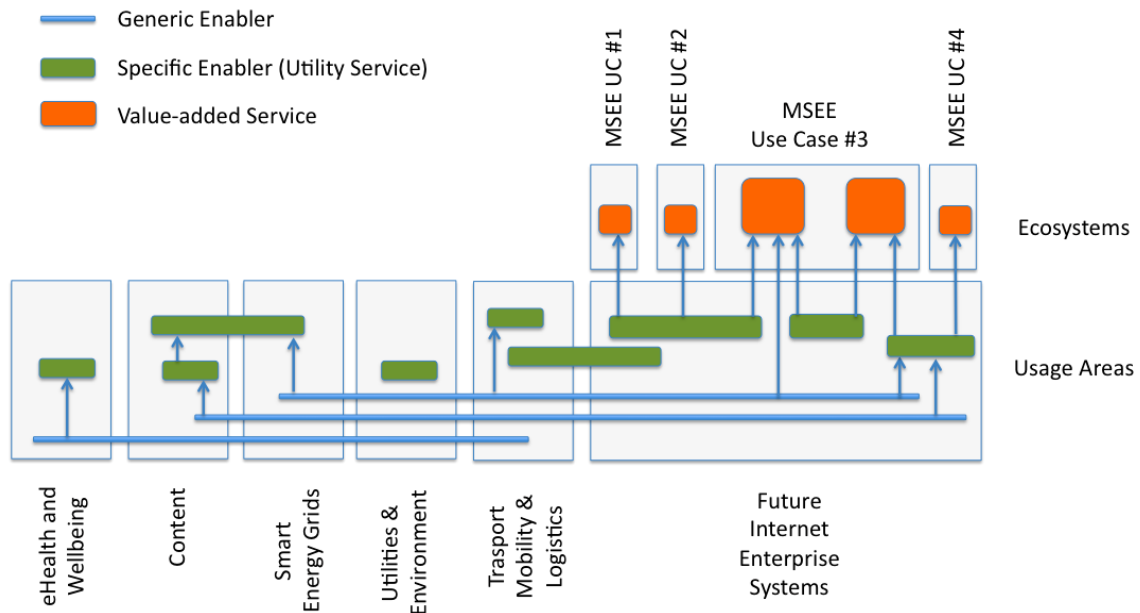 Generic Enabler
Specific Enabler (Utility Service)
Value-added Service
MSEE UC #1
MSEE UC #2
MSEE
Use Case #3
MSEE UC #4
Ecosystems
Usage Areas
eHealth and
Wellbeing
Content
Smart
Energy Grids
Utilities &
Environment
Trasport
Mobility &
Logistics
Future
Internet
Enterprise
Systems